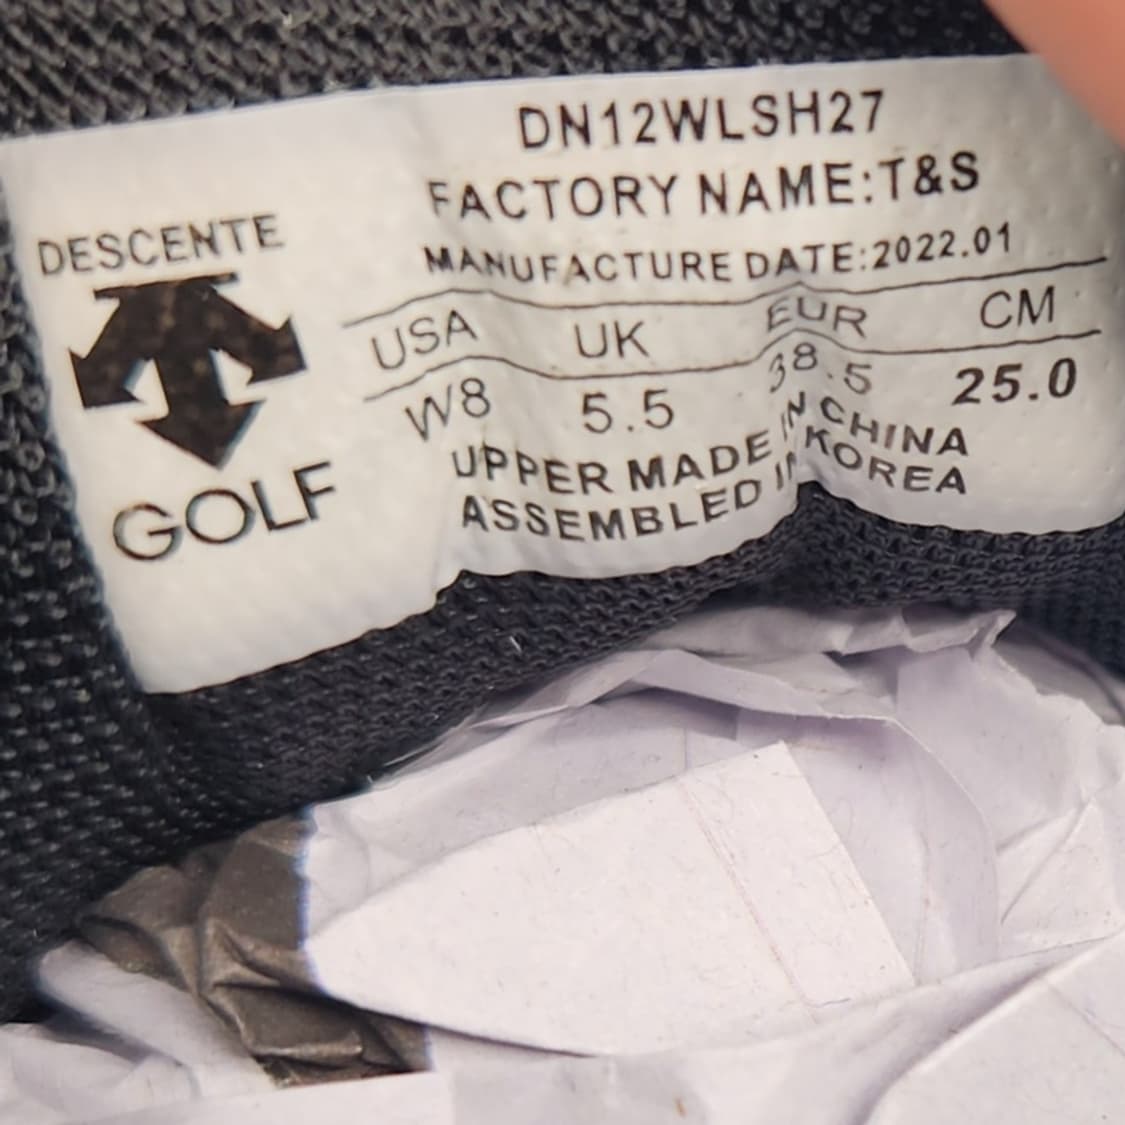 DN12WLSH27
FACTORY NAME:T&S
MANUFACTURE DATE:2022.01
DESCENTE
GOLF
USA UK EUR CM
W8 5.5 38.5 25.0
UPPER MADE IN CHINA
ASSEMBLED IN KOREA